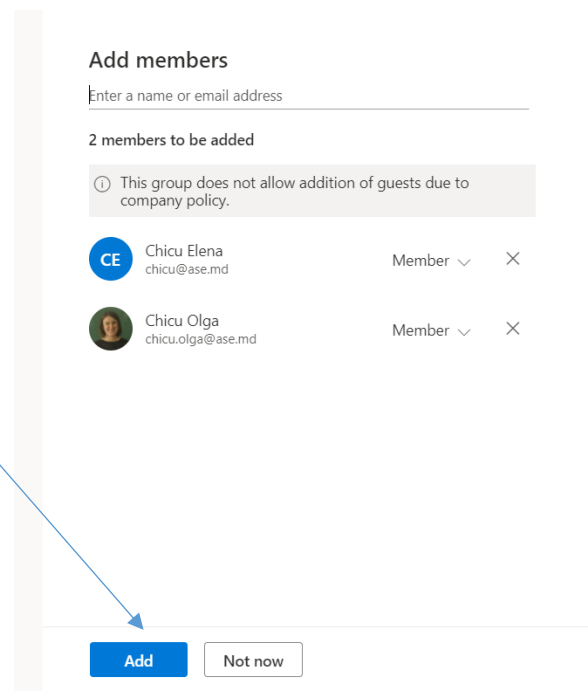 Add members
Enter a name or email address
2 members to be added
This group does not allow addition of guests due to
company policy.
CE
Chicu Elena
chicu@ase.md
Member
Chicu Olga
chicu.olga@ase.md
Member
Add
Not now